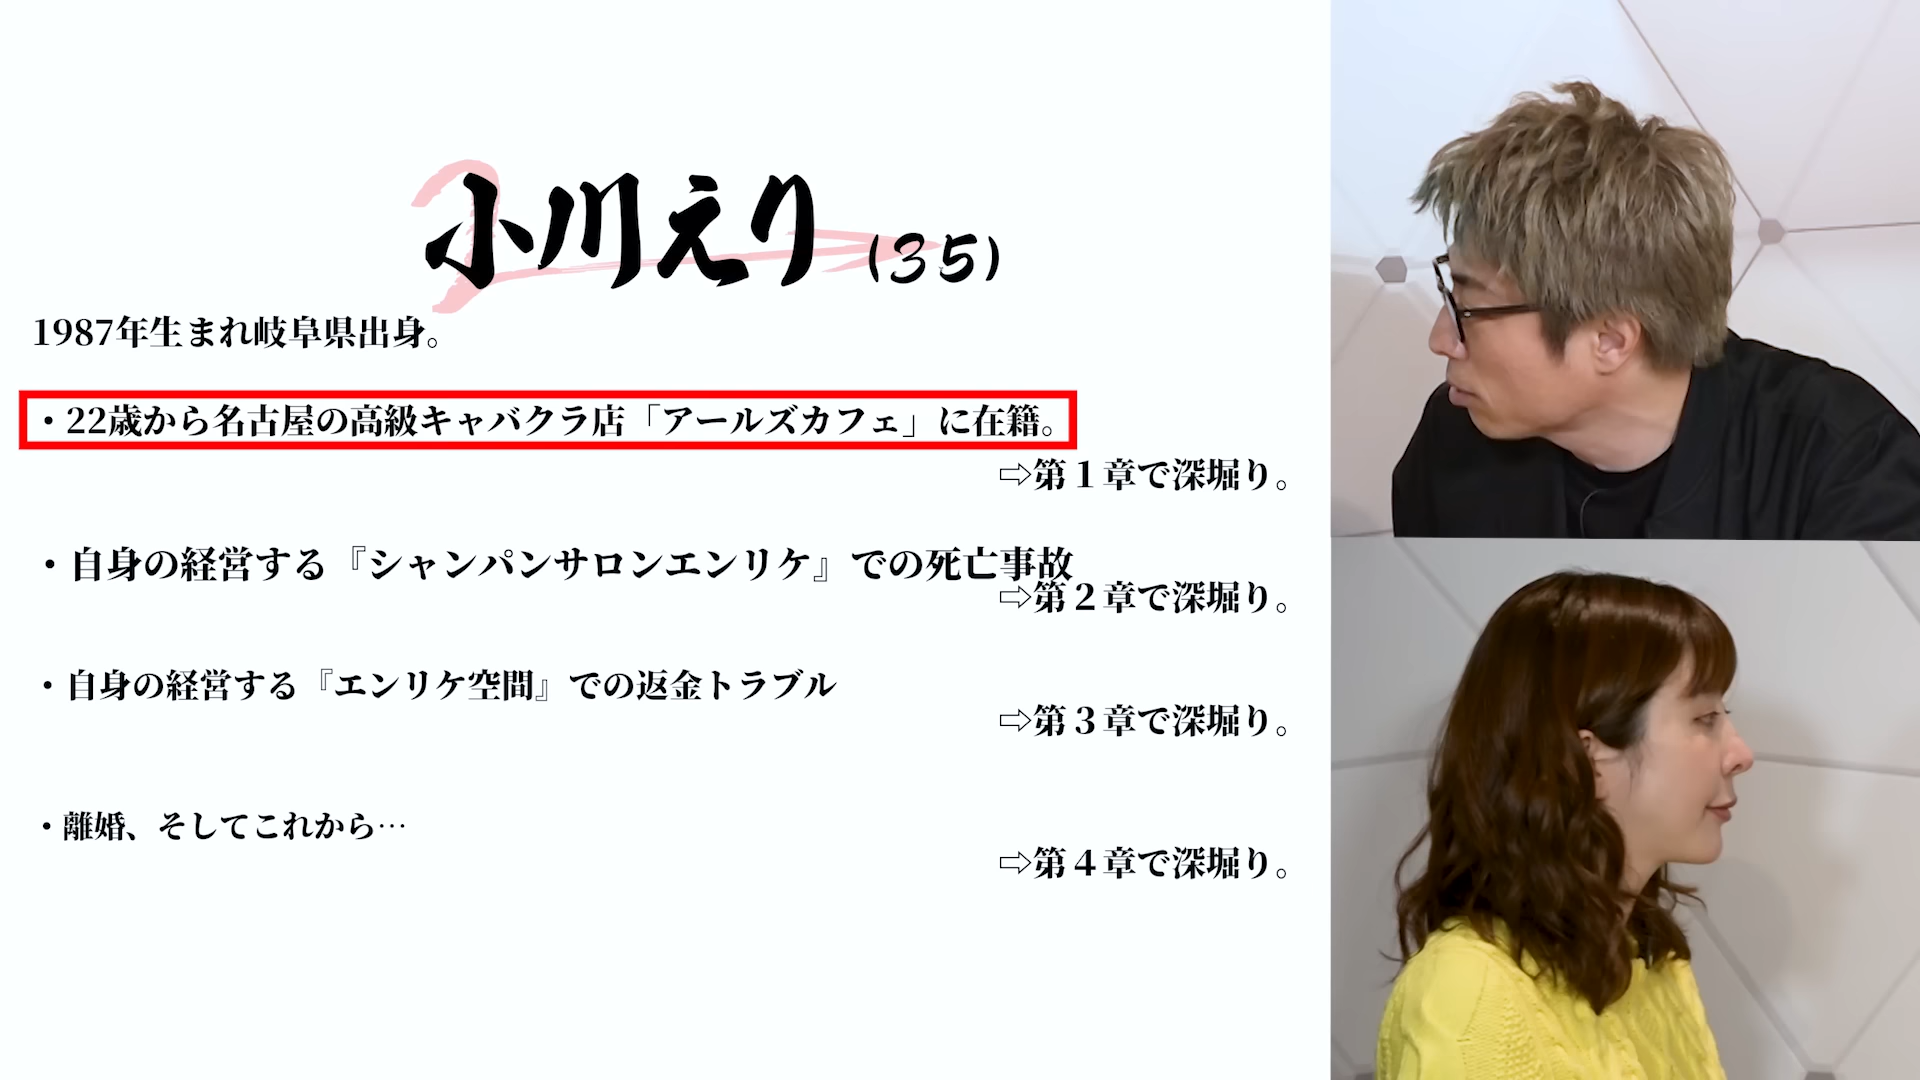 小川えり(35)
1987年生まれ岐阜県出身。
・22歳から名古屋の高級キャバクラ店「アールズカフェ」に在籍。
⇨第１章で深堀り。
・自身の経営する『シャンパンサロンエンリケ』での死亡事故
⇨第２章で深堀り。
・自身の経営する『エンリケ空間』での返金トラブル
⇨第３章で深堀り。
・離婚、そしてこれから…
⇨第４章で深堀り。